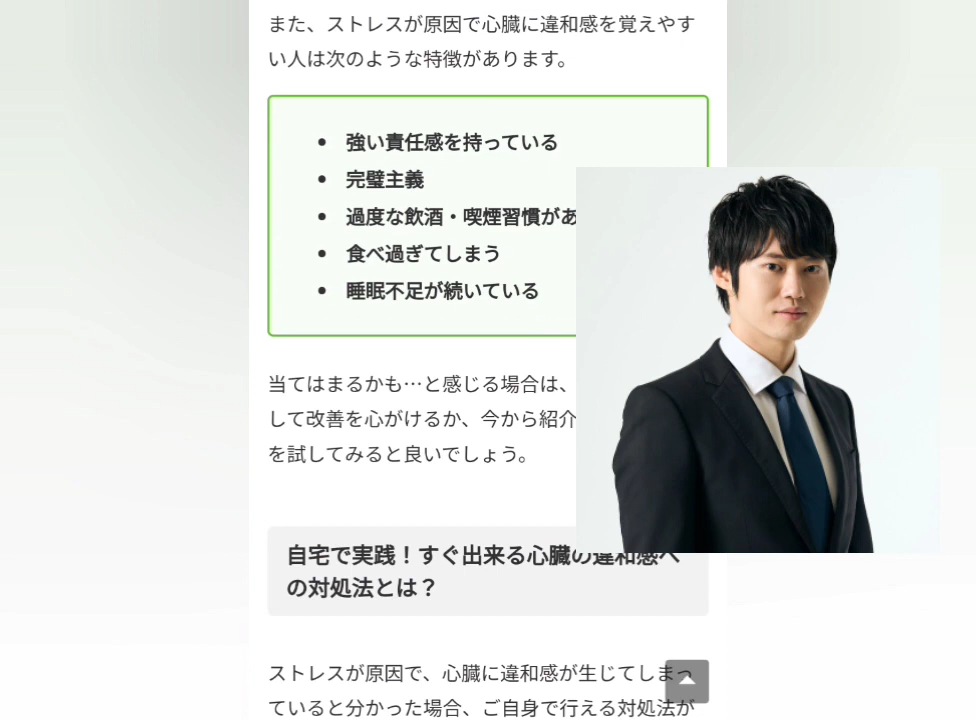 また、ストレスが原因で心臓に違和感を覚えやす
い人は次のような特徴があります。
• 強い責任感を持っている
• 完璧主義
• 過度な飲酒・喫煙習慣があ
• 食べ過ぎてしまう
• 睡眠不足が続いている
当てはまるかも…と感じる場合は、
して改善を心がけるか、今から紹介
を試してみると良いでしょう。
自宅で実践！すぐ出来る心臓の違和感へ
の対処法とは？
ストレスが原因で、心臓に違和感が生じてしまっ
ていると分かった場合、ご自身で行える対処法が